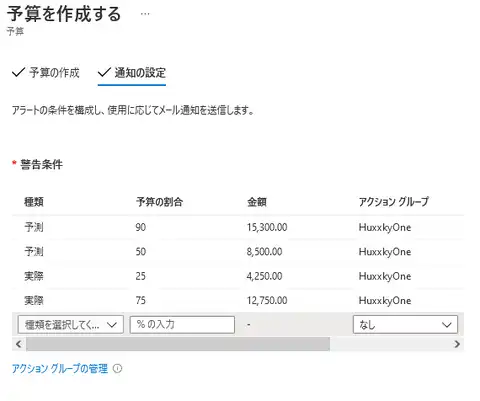 予算を作成する …
予算
予算の作成 通知の設定
アラートの条件を構成し、使用に応じてメール通知を送信します。
* 警告条件
種類 予算の割合 金額 アクション グループ
予測 90 15,300.00 HuxxkyOne
予測 50 8,500.00 HuxxkyOne
実際 25 4,250.00 HuxxkyOne
実際 75 12,750.00 HuxxkyOne
種類を選択してく... % の入力 - なし
アクション グループの管理